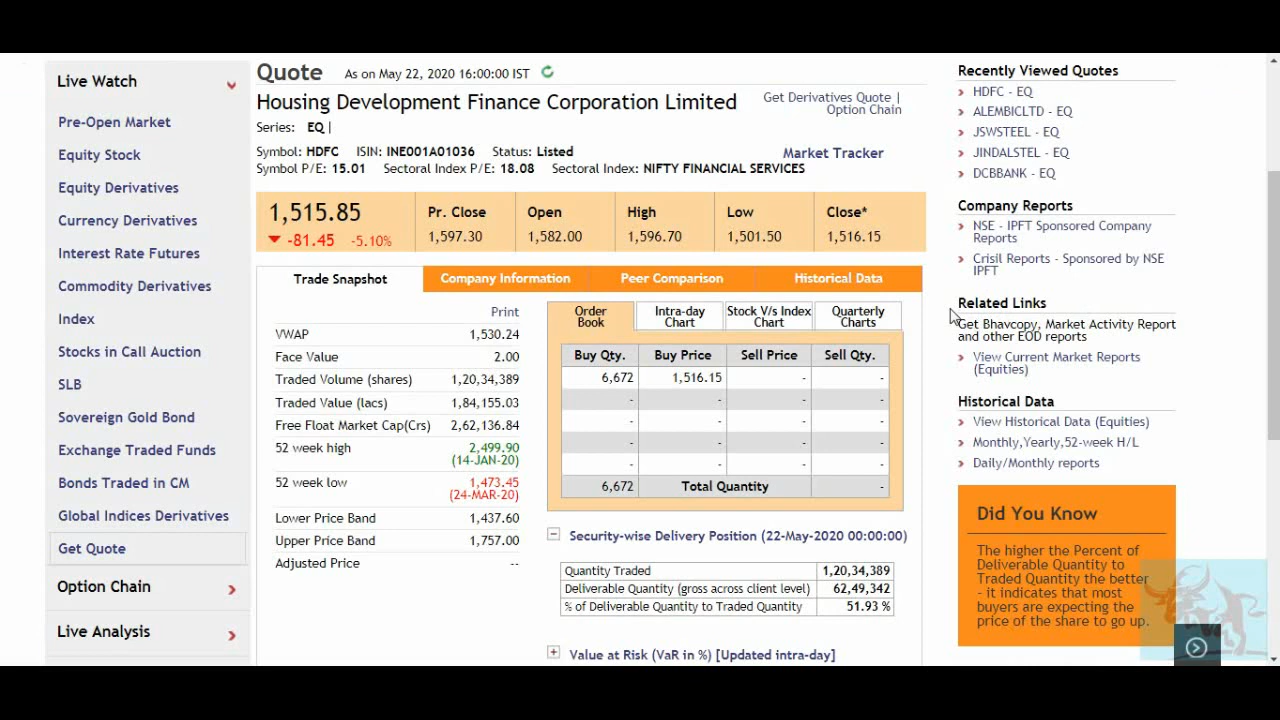 Live Watch
Pre-Open Market
Equity Stock
Equity Derivatives
Currency Derivatives
Interest Rate Futures
Commodity Derivatives
Index
Stocks in Call Auction
SLB
Sovereign Gold Bond
Exchange Traded Funds
Bonds Traded in CM
Global Indices Derivatives
Get Quote
Option Chain
Live Analysis
Quote As on May 22, 2020 16:00:00 IST
Housing Development Finance Corporation Limited
Get Derivatives Quote |
Option Chain
Series: EQ |
Symbol: HDFC ISIN: INE001A01036 Status: Listed
Market Tracker
Symbol P/E: 15.01 Sectoral Index P/E: 18.08 Sectoral Index: NIFTY FINANCIAL SERVICES
1,515.85 Pr. Close Open High Low Close*
-81.45 -5.10% 1,597.30 1,582.00 1,596.70 1,501.50 1,516.15
Trade Snapshot Company Information Peer Comparison Historical Data
Print
VWAP 1,530.24
Face Value 2.00
Traded Volume (shares) 1,20,34,389
Traded Value (lacs) 1,84,155.03
Free Float Market Cap(Crs) 2,62,136.84
52 week high 2,499.90
(14-JAN-20)
52 week low 1,473.45
(24-MAR-20)
Lower Price Band 1,437.60
Upper Price Band 1,757.00
Adjusted Price --
Order Intra-day Stock V/s Index Quarterly
Book Chart Chart Charts
Buy Qty. Buy Price Sell Price Sell Qty.
6,672 1,516.15 - -
- - - -
- - - -
- - - -
- - - -
6,672 Total Quantity -
Security-wise Delivery Position (22-May-2020 00:00:00)
Quantity Traded 1,20,34,389
Deliverable Quantity (gross across client level) 62,49,342
% of Deliverable Quantity to Traded Quantity 51.93 %
Value at Risk (VaR in %) [Updated intra-day]
Recently Viewed Quotes
HDFC - EQ
ALEMBICLTD - EQ
JSWSTEEL - EQ
JINDALSTEL - EQ
DCBBANK - EQ
Company Reports
NSE - IPFT Sponsored Company
Reports
Crisil Reports - Sponsored by NSE
IPFT
Related Links
Get Bhavcopy, Market Activity Report
and other EOD reports
View Current Market Reports
(Equities)
Historical Data
View Historical Data (Equities)
Monthly,Yearly,52-week H/L
Daily/Monthly reports
Did You Know
The higher the Percent of
Deliverable Quantity to
Traded Quantity the better
- it indicates that most
buyers are expecting the
price of the share to go up.